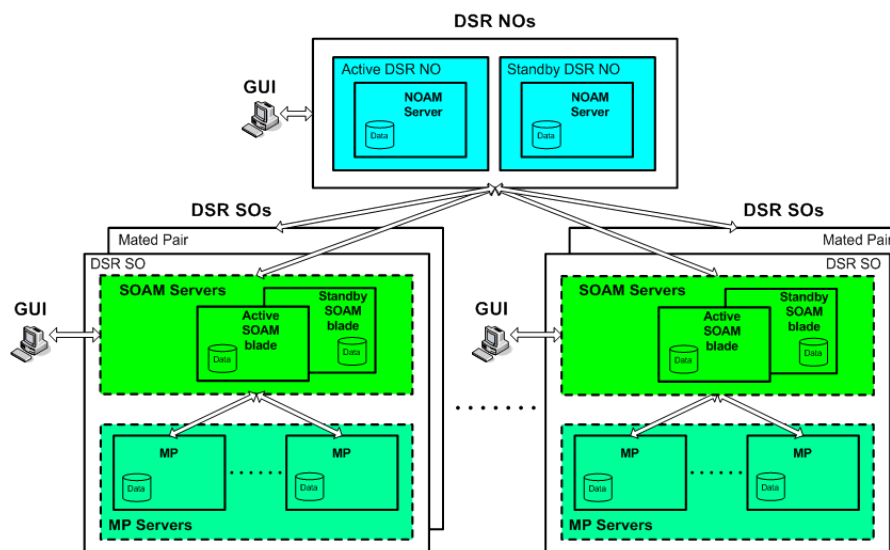 DSR NOs
Active DSR NO
Standby DSR NO
GUI
NOAM
Server
Data
NOAM
Server
Data
DSR SOs
DSR SOs
Mated Pair
Mated Pair
DSR SO
DSR SO
SOAM Servers
Standby
SOAM
blade
Data
Active
SOAM
blade
Data
GUI
SOAM Servers
Standby
SOAM
blade
Data
Active
SOAM
blade
Data
GUI
MP
Data
MP
Data
MP Servers
MP
Data
MP
Data
MP Servers